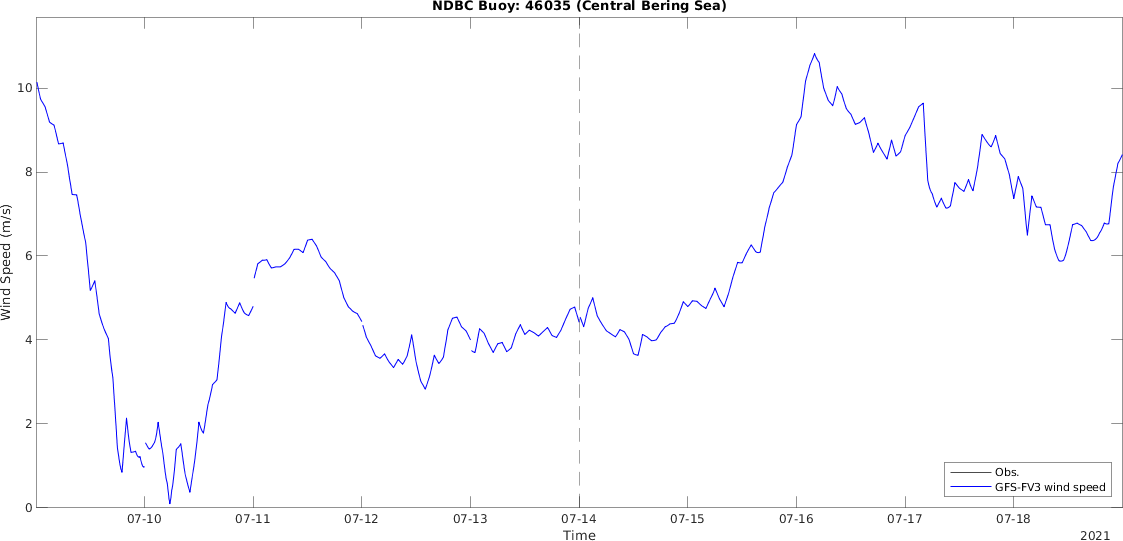 NDBC Buoy: 46035 (Central Bering Sea)
Wind Speed (m/s)
10
8
6
4
2
0
07-10 07-11 07-12 07-13 07-14 07-15 07-16 07-17 07-18
Time
2021
Obs.
GFS-FV3 wind speed